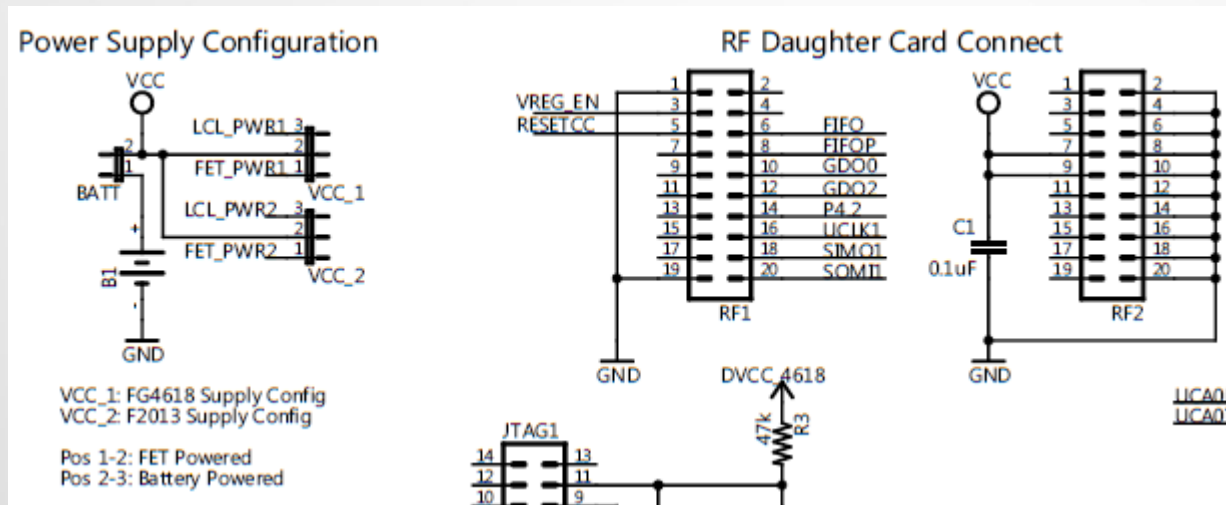 Power Supply Configuration
VCC
LCL_PWR1 3
2
FET_PWR1 1
VCC_1
2
1
BATT
LCL_PWR2 3
2
FET_PWR2 1
VCC_2
+
B1
-
GND
VCC_1: FG4618 Supply Config
VCC_2: F2013 Supply Config
Pos 1-2: FET Powered
Pos 2-3: Battery Powered
RF Daughter Card Connect
1 2
VREG_EN 3 4
RESETCC 5 6 FIFO
7 8 FIFOP
9 10 GDO0
11 12 GDO2
13 14 P4.2
15 16 UCLK1
17 18 SIMO1
19 20 SOMI1
RF1
GND
VCC
C1
0.1uF
1 2
3 4
5 6
7 8
9 10
11 12
13 14
15 16
17 18
19 20
RF2
GND
DVCC_4618
47k
R3
JTAG1
14 13
12 11
10 9
UCA0
UCA0